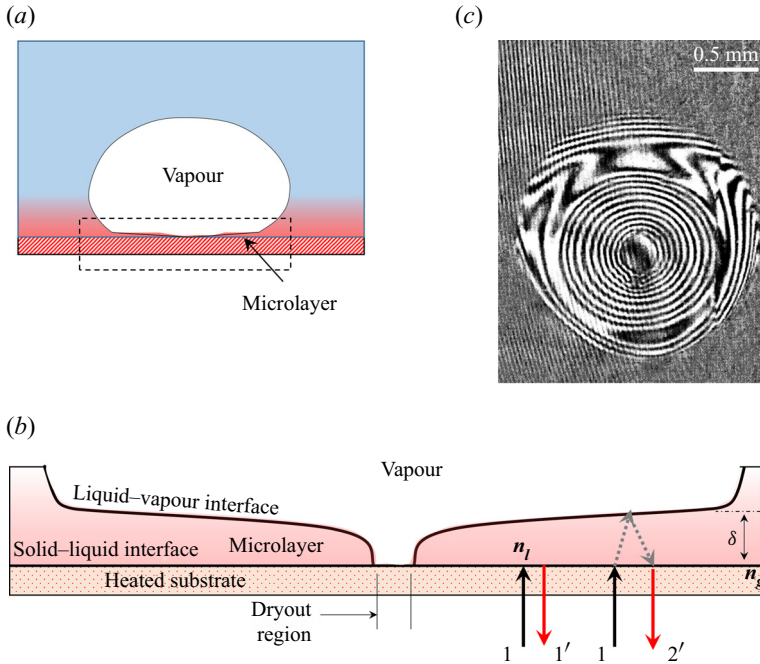 (a)
Vapour
Microlayer
(c)
0.5 mm
(b)
Vapour
Liquid–vapour interface
Solid–liquid interface
Microlayer
n_l
δ
Heated substrate
n_g
Dryout
region
1
1′
1
2′